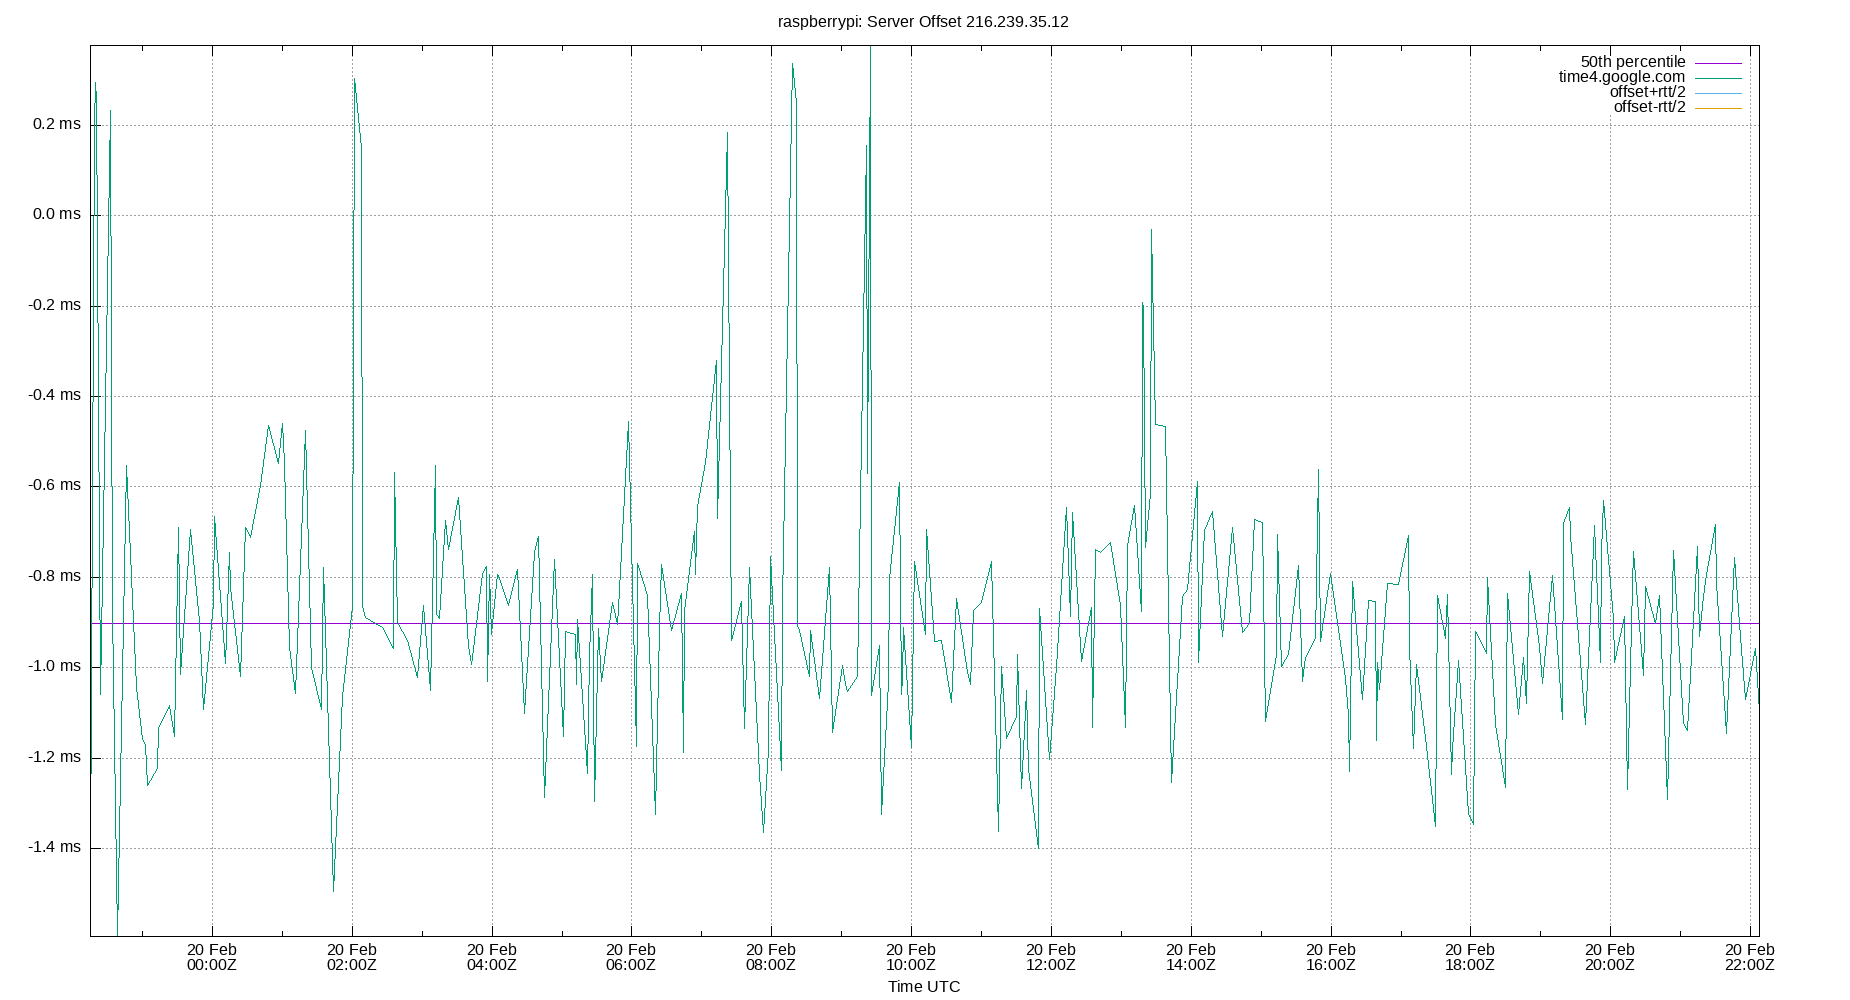 raspberrypi: Server Offset 216.239.35.12
50th percentile
time4.google.com
offset+rtt/2
offset-rtt/2
0.2 ms
0.0 ms
-0.2 ms
-0.4 ms
-0.6 ms
-0.8 ms
-1.0 ms
-1.2 ms
-1.4 ms
20 Feb 20 Feb 20 Feb 20 Feb 20 Feb 20 Feb 20 Feb 20 Feb 20 Feb 20 Feb 20 Feb 20 Feb
00:00Z 02:00Z 04:00Z 06:00Z 08:00Z 10:00Z 12:00Z 14:00Z 16:00Z 18:00Z 20:00Z 22:00Z
Time UTC